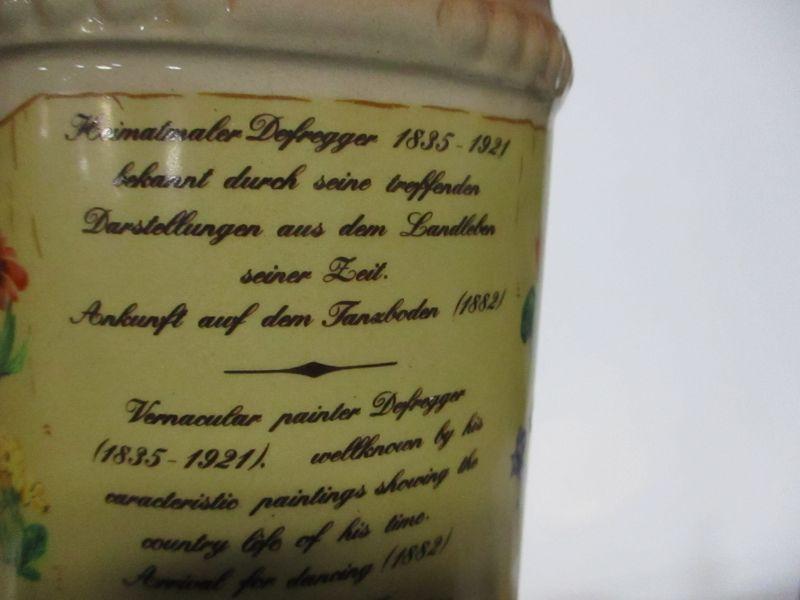 Heimatmaler Defregger 1835-1921
bekannt durch seine treffenden
Darstellungen aus dem Landleben
seiner Zeit.
Ankunft auf dem Tanzboden (1882)
Vernacular painter Defregger
(1835-1921), wellknown by his
caracteristic paintings showing the
country life of his time.
Arrival for dancing (1882)